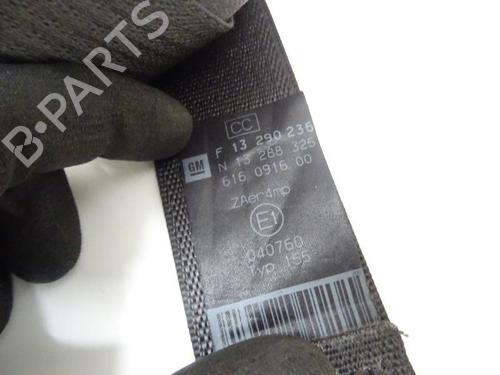 B-PARTS
CC
F 13 290 236
GM N 13 288 325
616 0916 00
ZAer4mp
E1
040760
Typ 155